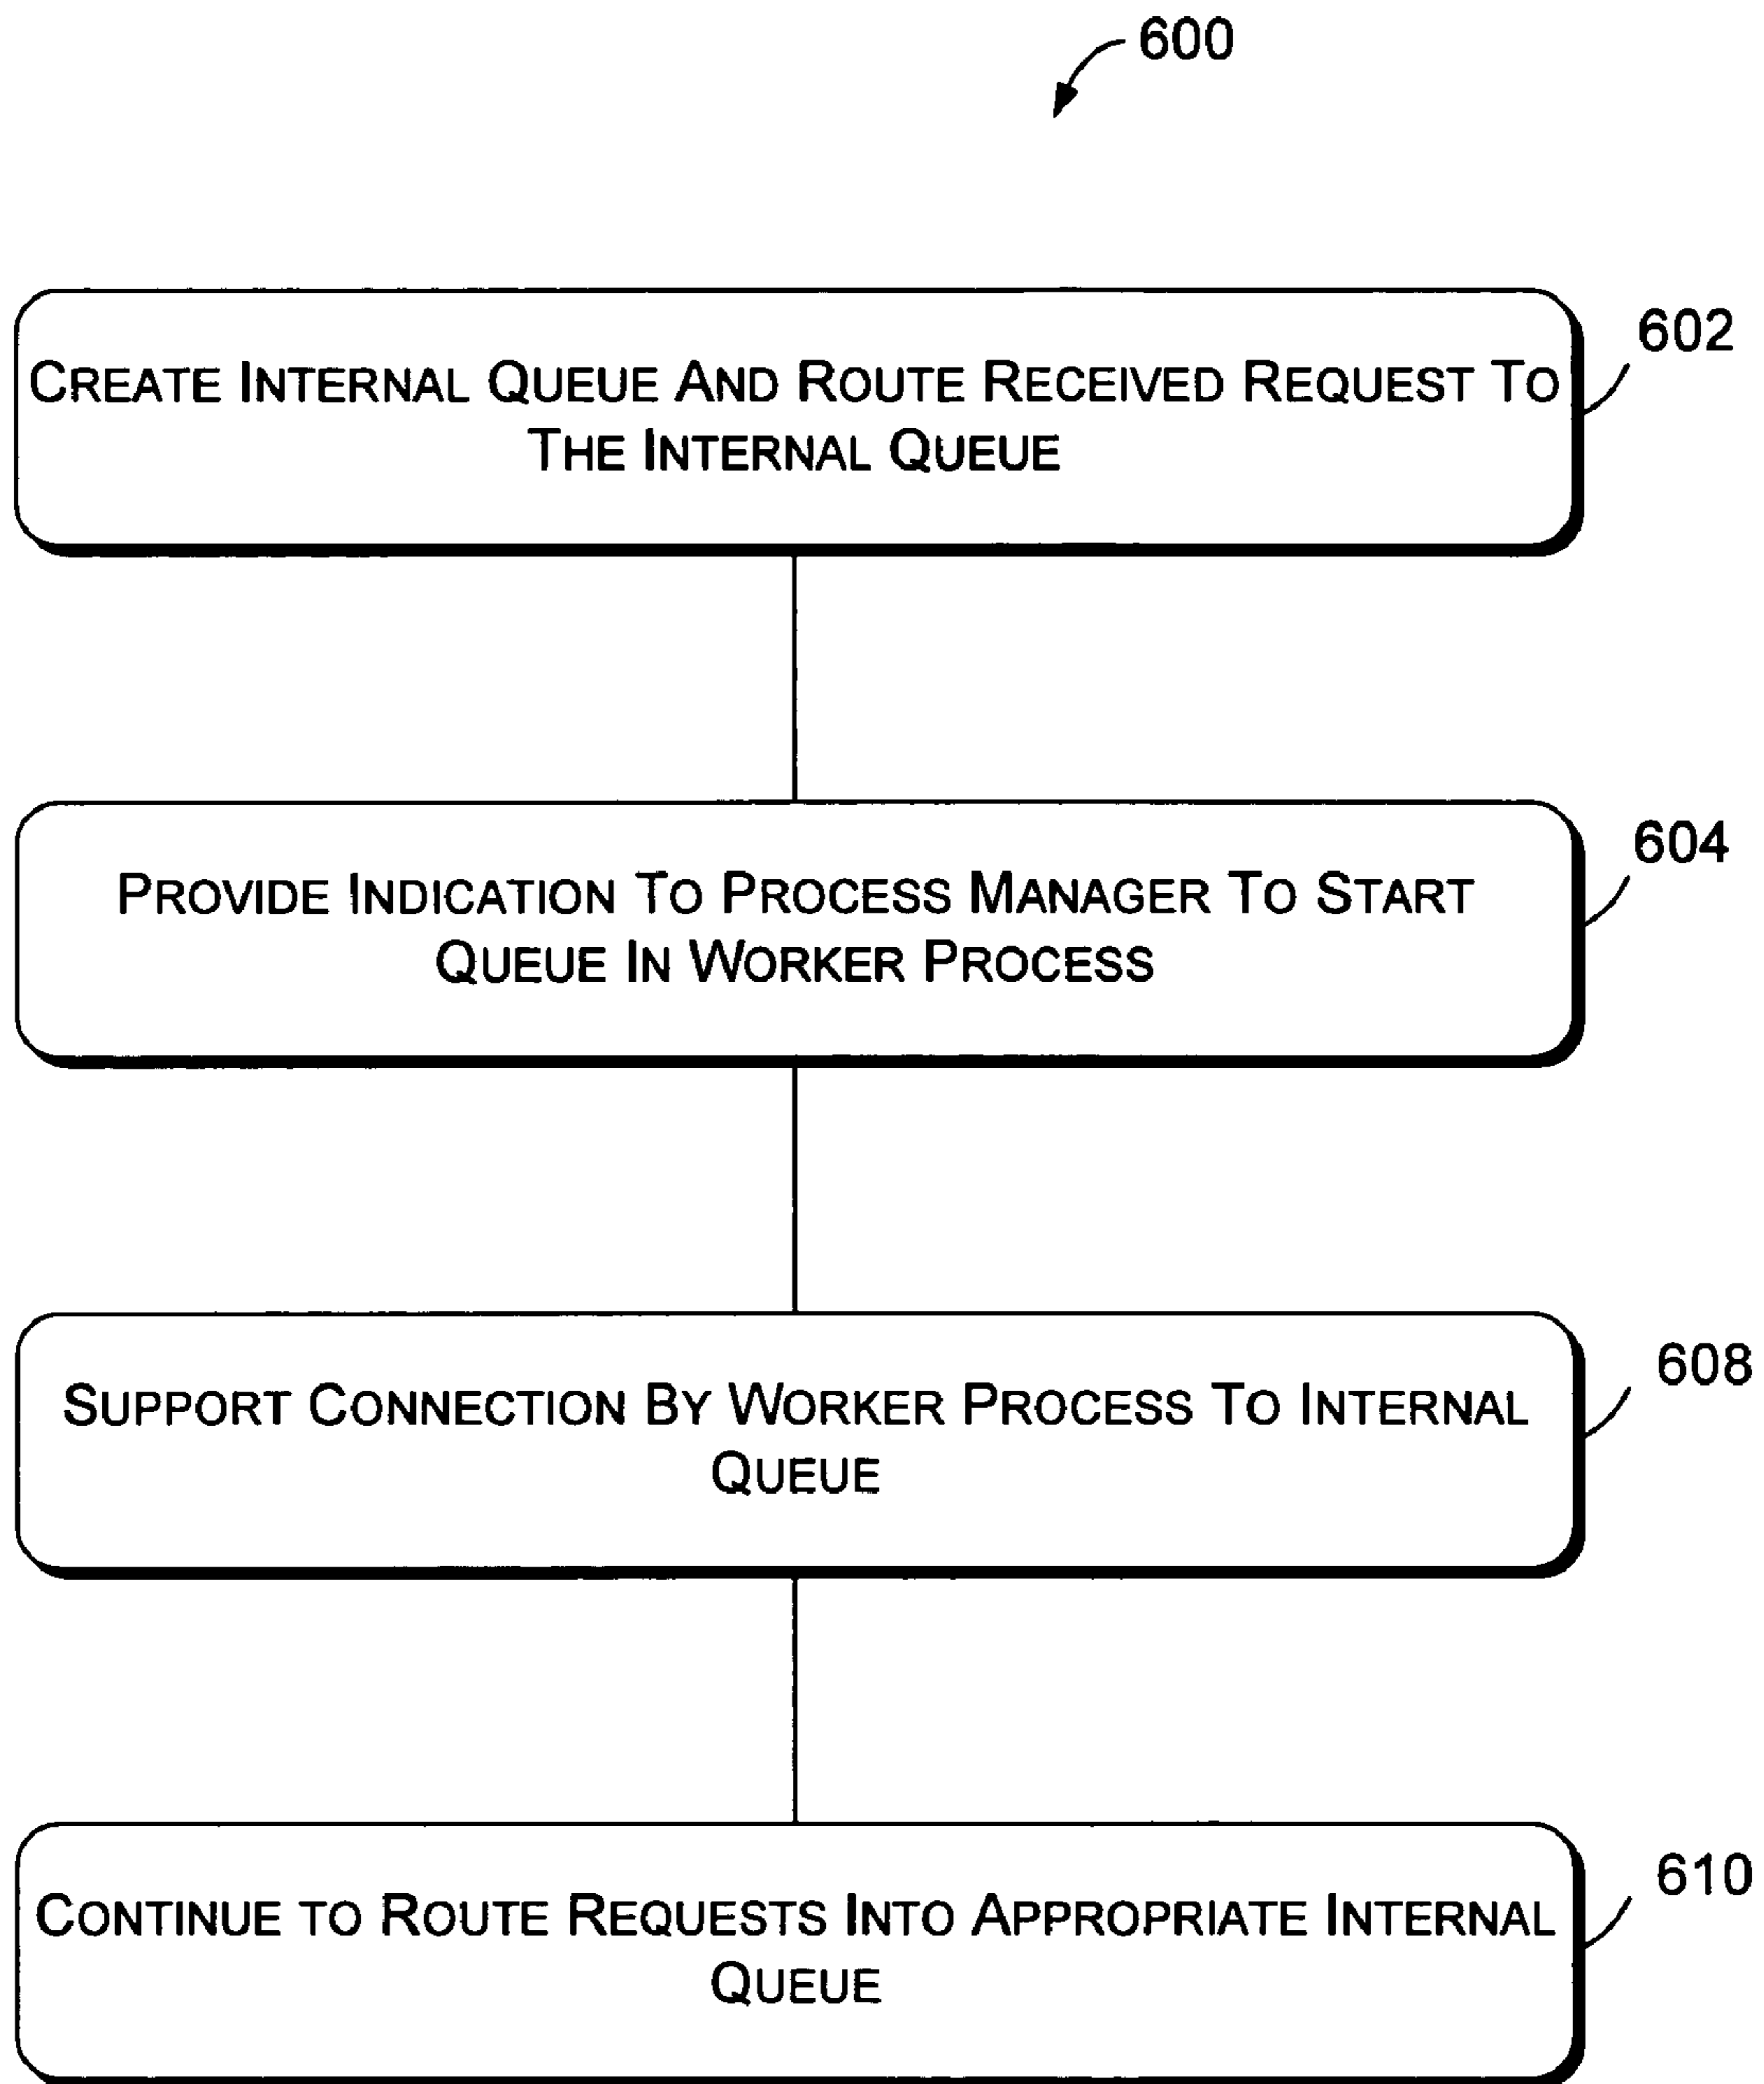 600
CREATE INTERNAL QUEUE AND ROUTE RECEIVED REQUEST TO
THE INTERNAL QUEUE
602
PROVIDE INDICATION TO PROCESS MANAGER TO START
QUEUE IN WORKER PROCESS
604
SUPPORT CONNECTION BY WORKER PROCESS TO INTERNAL
QUEUE
608
CONTINUE TO ROUTE REQUESTS INTO APPROPRIATE INTERNAL
QUEUE
610